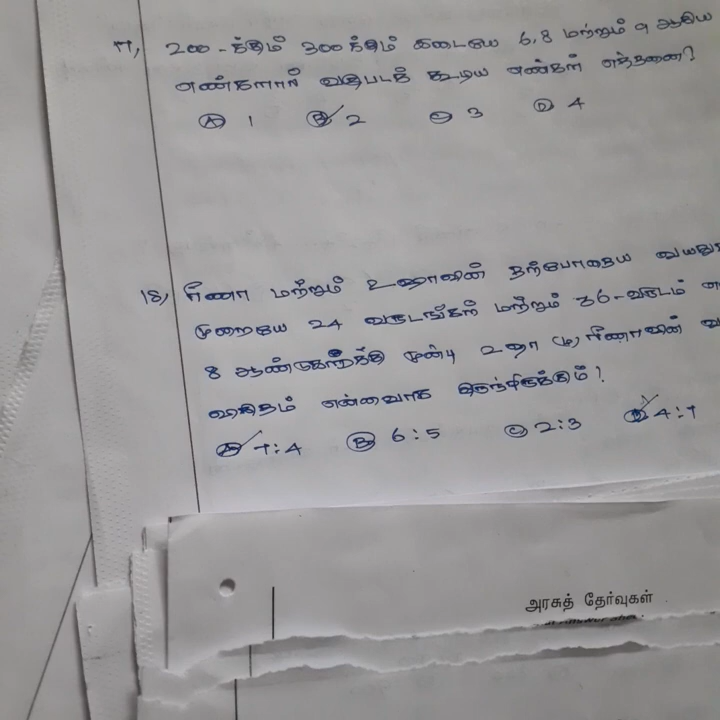 17, 200-க்கும் 300க்கும் இடையே 6,8 மற்றும் 9 ஆகிய
எண்களால் வகுபடக் கூடிய எண்கள் எத்தனை?
A 1 B 2 C 3 D 4
18, மீனா மற்றும் உஷாவின் தற்போதைய
முறையே 24 வருடங்கள் மற்றும் 36-வருடம்
8 ஆண்டுகளுக்கு முன்பு உஷா (ம) மீனாவின்
விகிதம் என்னவாக இருந்திருக்கும்?
A 7:4 B 6:5 C 2:3 D 4:7
அரசுத் தேர்வுகள்